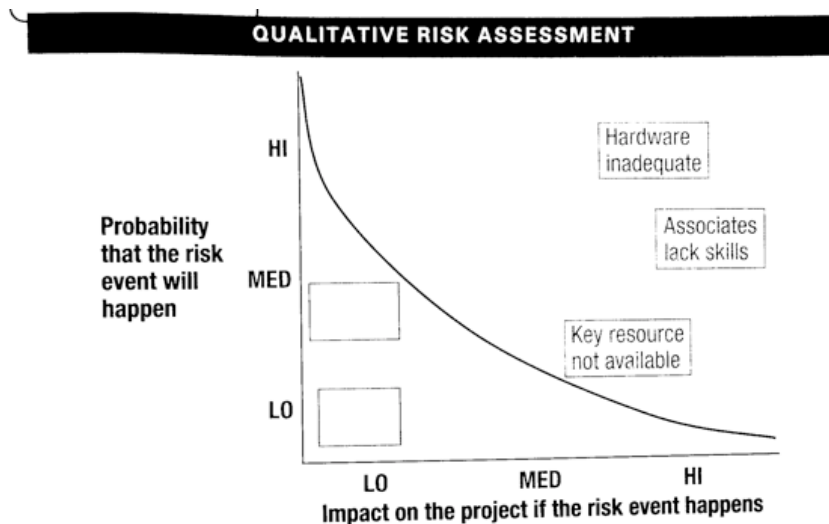 QUALITATIVE RISK ASSESSMENT
HI
Hardware
inadequate
Probability
that the risk
event will
happen
Associates
lack skills
MED
Key resource
not available
LO
LO MED HI
Impact on the project if the risk event happens